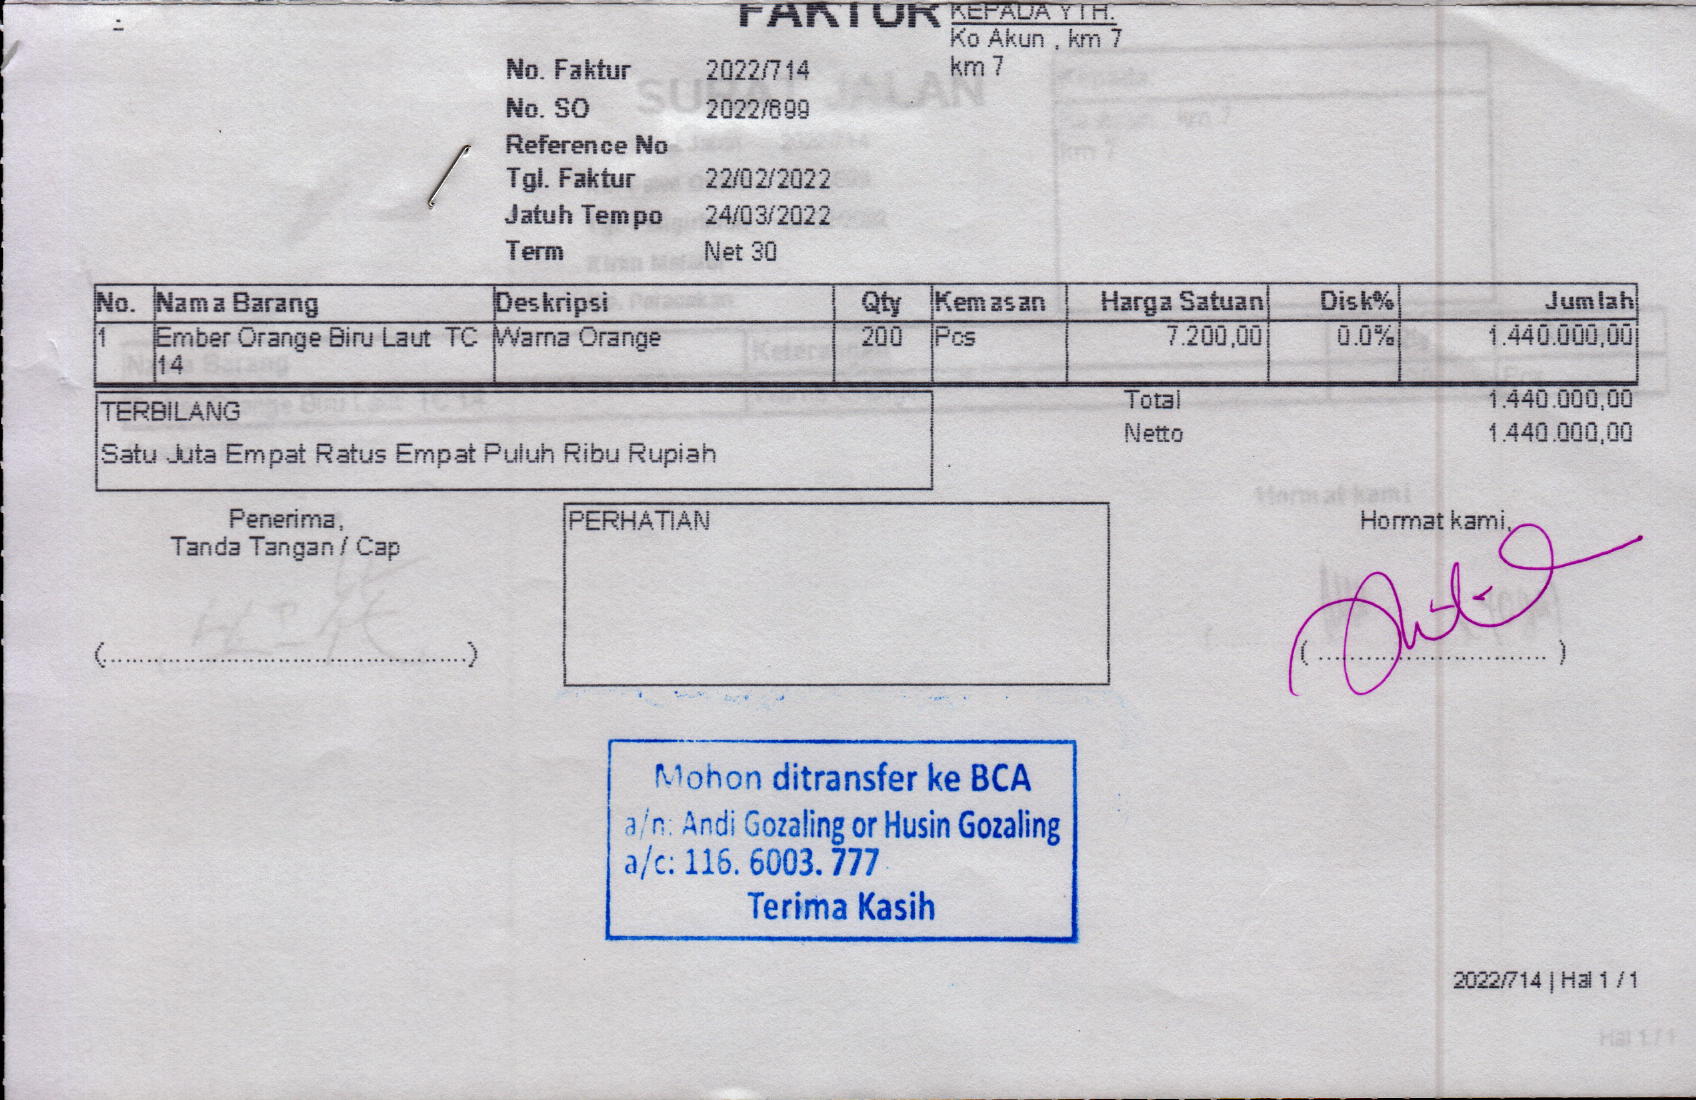 FAKTUR
KEPADA YTH.
Ko Akun , km 7
km 7
No. Faktur 2022/714
No. SO 2022/699
Reference No
Tgl. Faktur 22/02/2022
Jatuh Tempo 24/03/2022
Term Net 30
No. Nama Barang Deskripsi Qty Kemasan Harga Satuan Disk% Jumlah
1 Ember Orange Biru Laut TC 14 Warna Orange 200 Pcs 7.200,00 0.0% 1.440.000,00
TERBILANG
Satu Juta Empat Ratus Empat Puluh Ribu Rupiah
Total 1.440.000,00
Netto 1.440.000,00
Penerima,
Tanda Tangan / Cap
PERHATIAN
Hormat kami,
Mohon ditransfer ke BCA
a/n: Andi Gozaling or Husin Gozaling
a/c: 116. 6003. 777
Terima Kasih
2022/714 | Hal 1 / 1